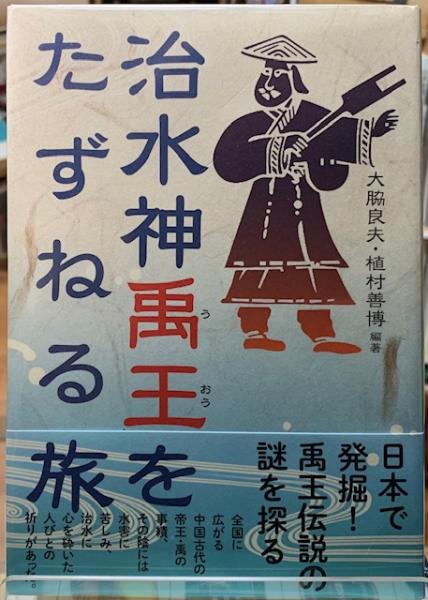 治水神禹王を
たずねる旅
うおう
大脇良夫・植村善博 編著
日本で
発掘！
禹王伝説の
謎を探る
全国に
広がる
中国古代の
帝王・禹の
事績、
その陰には
水害に
苦しみ、
治水に
心を砕いた
人びとの
祈りがあった。